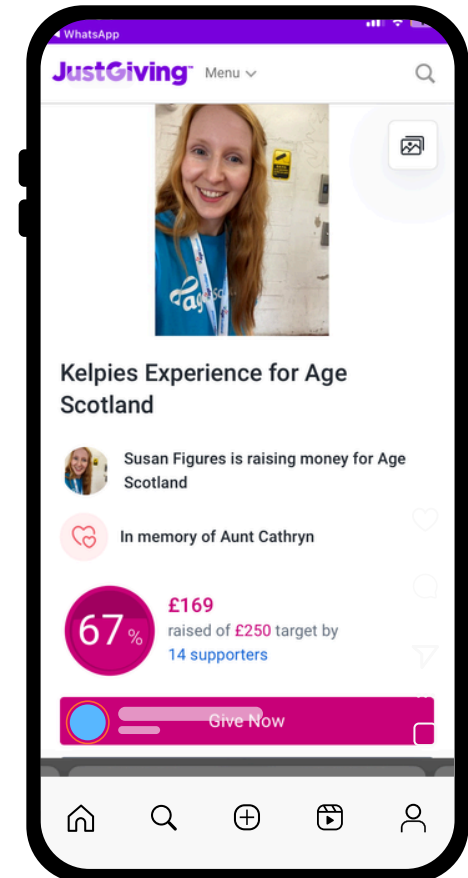 WhatsApp
JustGiving™ Menu
Kelpies Experience for Age
Scotland
Susan Figures is raising money for Age
Scotland
In memory of Aunt Cathryn
67 %
£169
raised of £250 target by
14 supporters
Give Now